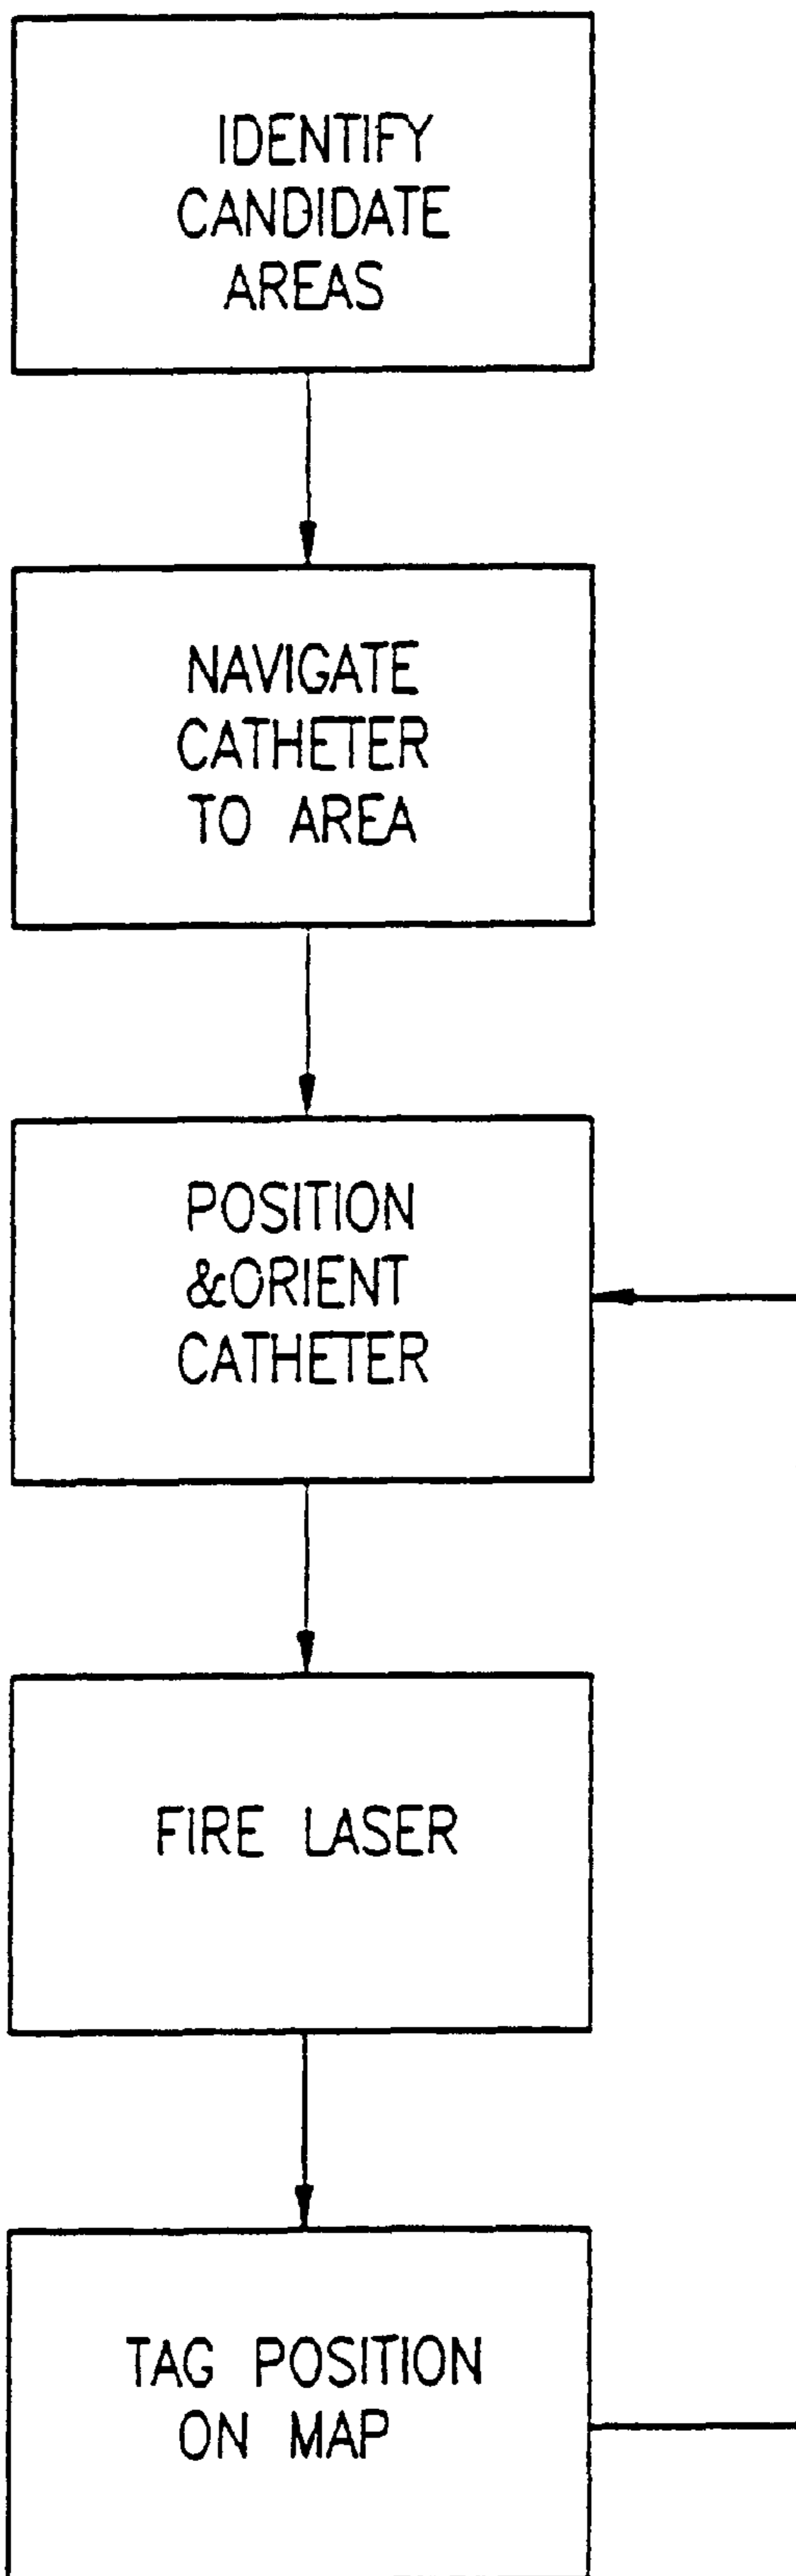 IDENTIFY
CANDIDATE
AREAS
NAVIGATE
CATHETER
TO AREA
POSITION
&ORIENT
CATHETER
FIRE LASER
TAG POSITION
ON MAP